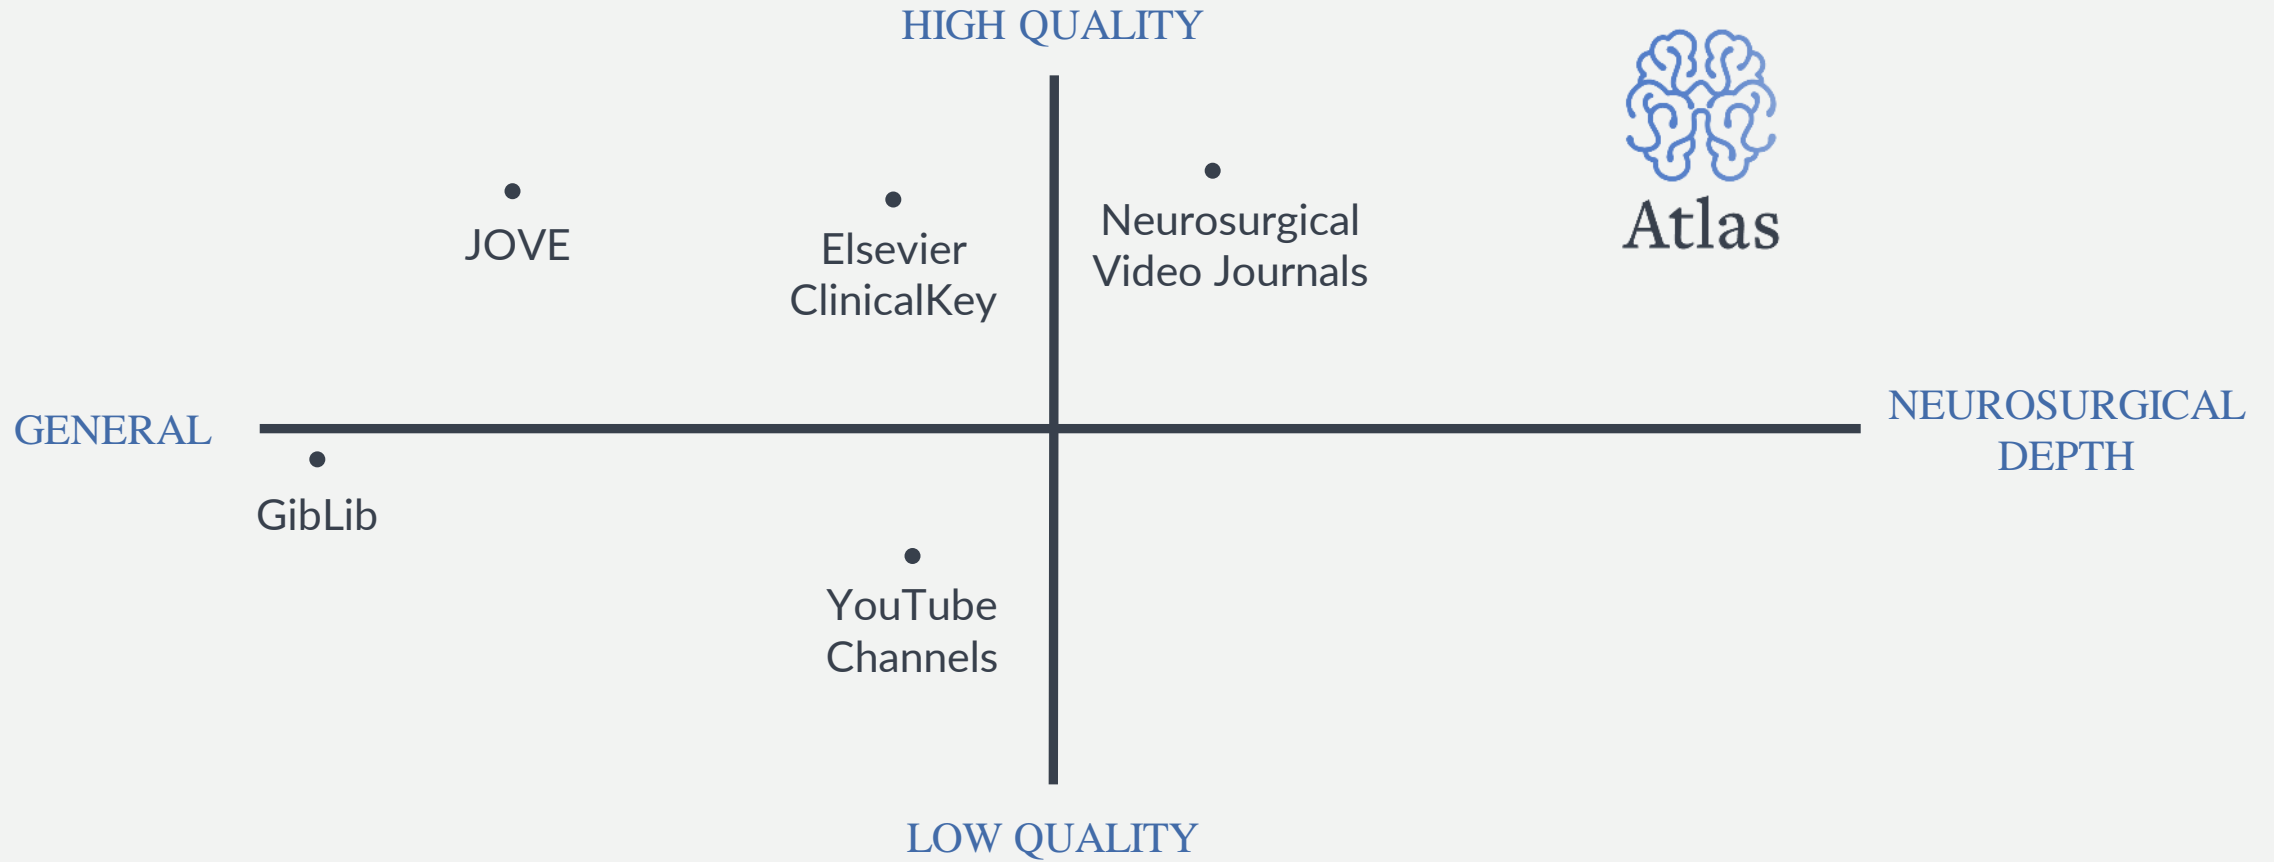 HIGH QUALITY
JOVE
Elsevier
ClinicalKey
Neurosurgical
Video Journals
Atlas
GENERAL
NEUROSURGICAL
DEPTH
GibLib
YouTube
Channels
LOW QUALITY